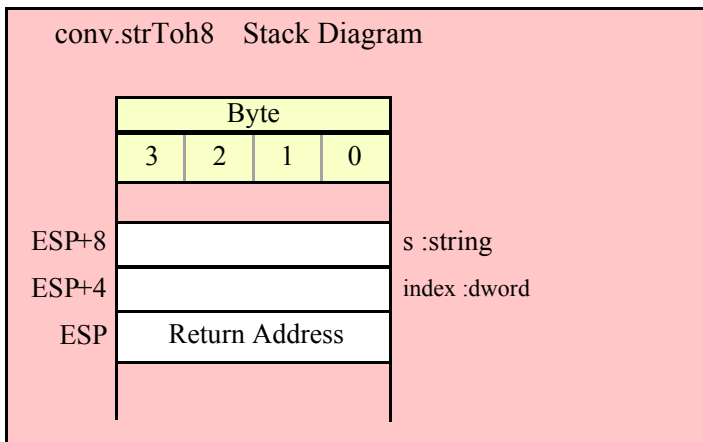 conv.strToh8 Stack Diagram
Byte
3 2 1 0
ESP+8 s :string
ESP+4 index :dword
ESP Return Address